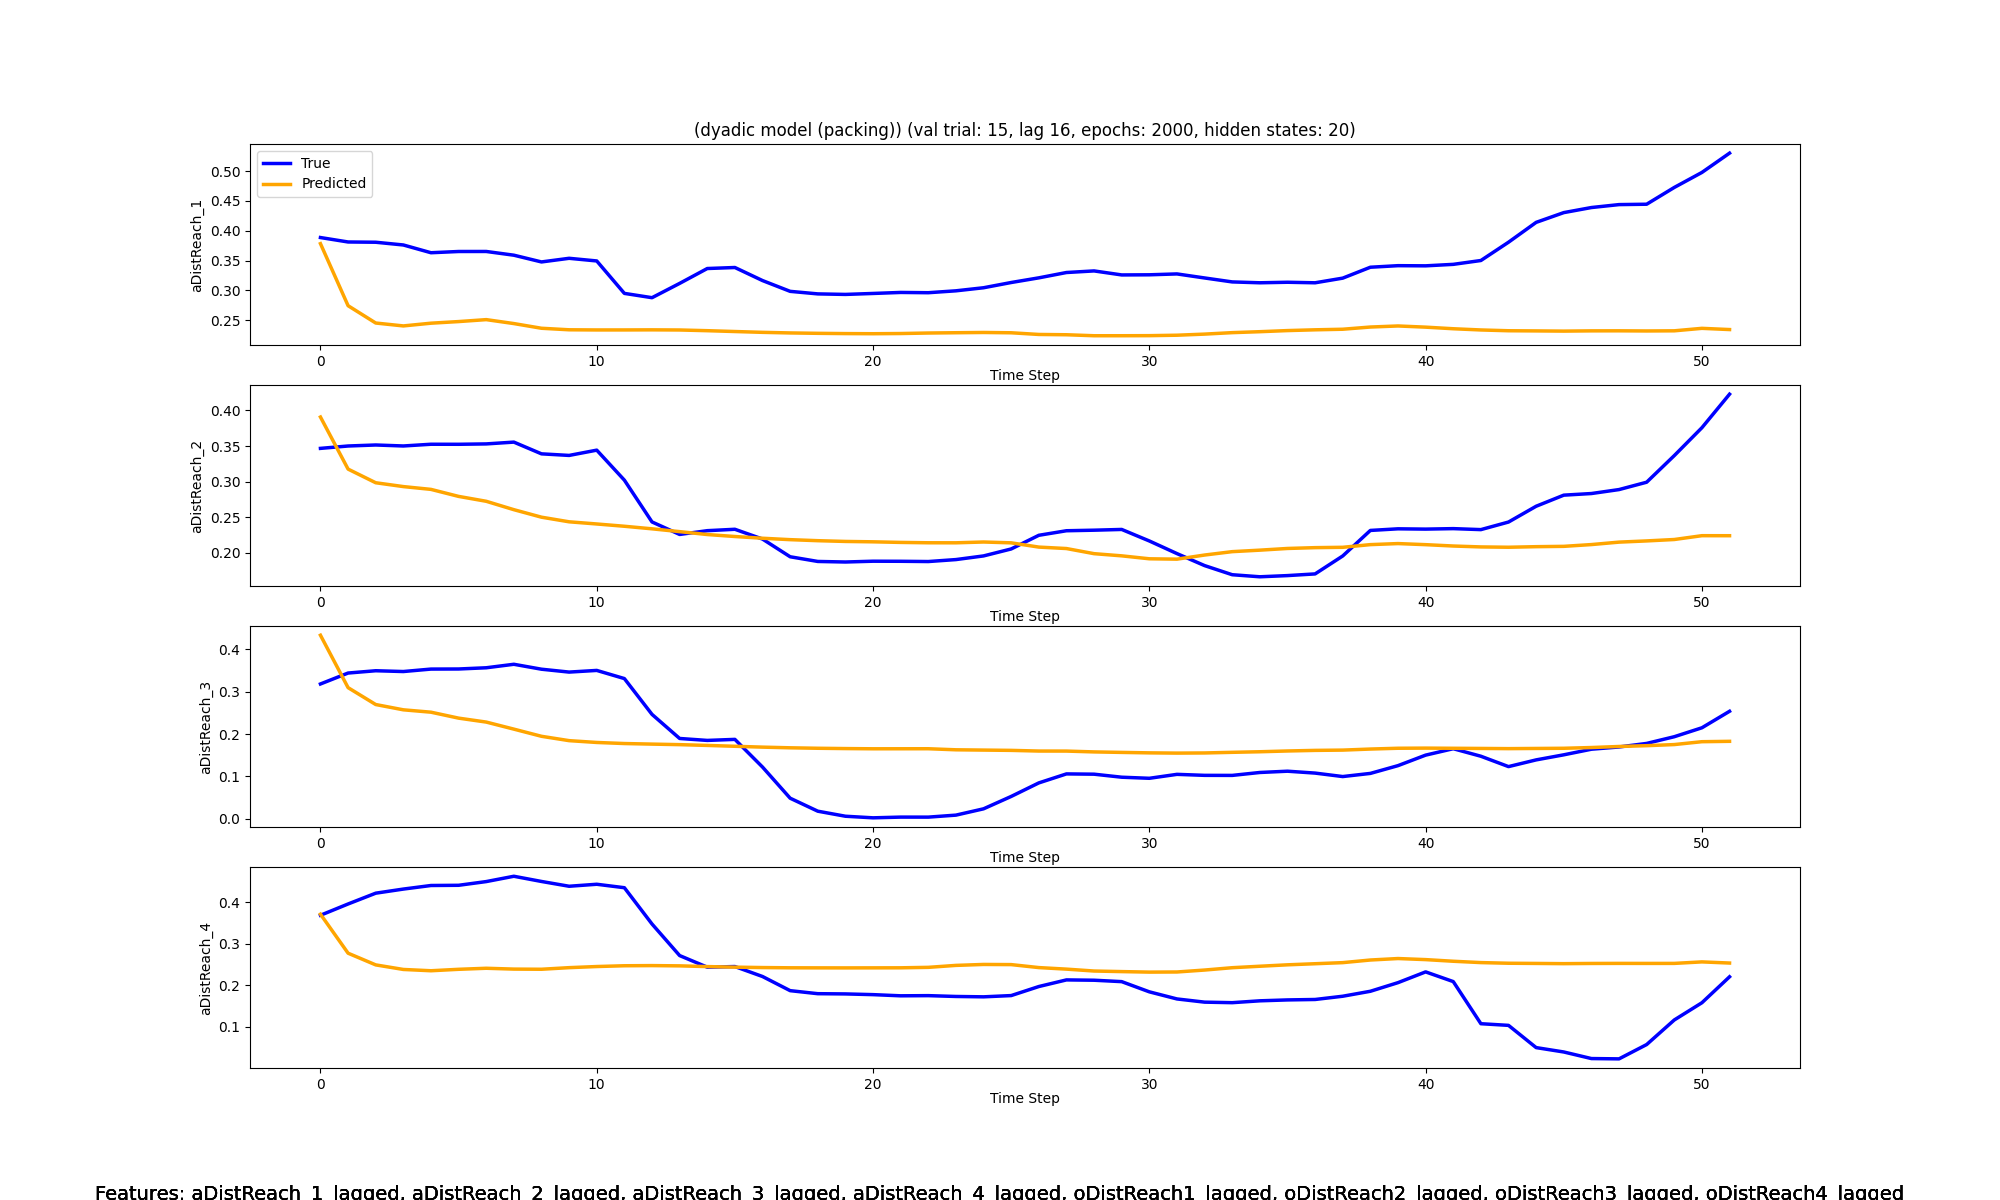 (dyadic model (packing)) (val trial: 15, lag 16, epochs: 2000, hidden states: 20)
True
Predicted
aDistReach_1
0.50
0.45
0.40
0.35
0.30
0.25
0 10 20 30 40 50
Time Step
aDistReach_2
0.40
0.35
0.30
0.25
0.20
0 10 20 30 40 50
Time Step
aDistReach_3
0.4
0.3
0.2
0.1
0.0
0 10 20 30 40 50
Time Step
aDistReach_4
0.4
0.3
0.2
0.1
0 10 20 30 40 50
Time Step
Features: aDistReach_1_lagged, aDistReach_2_lagged, aDistReach_3_lagged, aDistReach_4_lagged, oDistReach1_lagged, oDistReach2_lagged, oDistReach3_lagged, oDistReach4_lagged